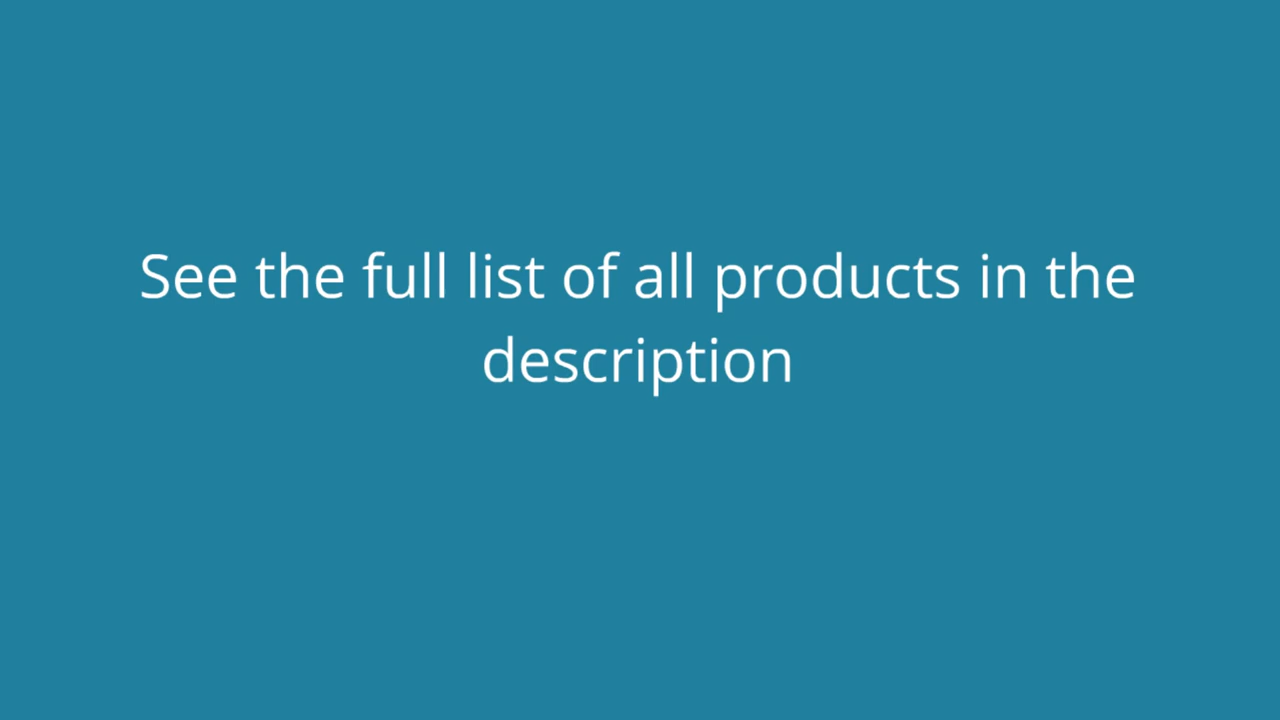 See the full list of all products in the
description